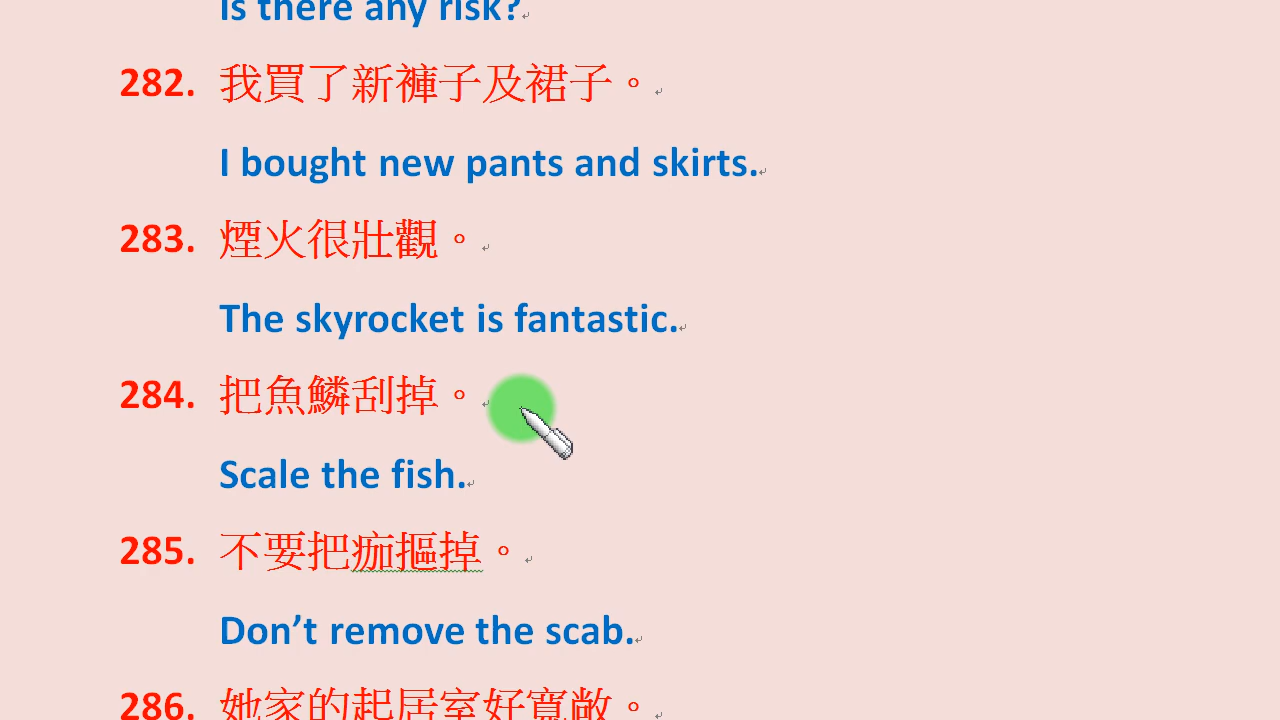 Is there any risk?
282. 我買了新褲子及裙子。
I bought new pants and skirts.
283. 煙火很壯觀。
The skyrocket is fantastic.
284. 把魚鱗刮掉。
Scale the fish.
285. 不要把痂摳掉。
Don’t remove the scab.
286. 她家的起居室好寬敞。